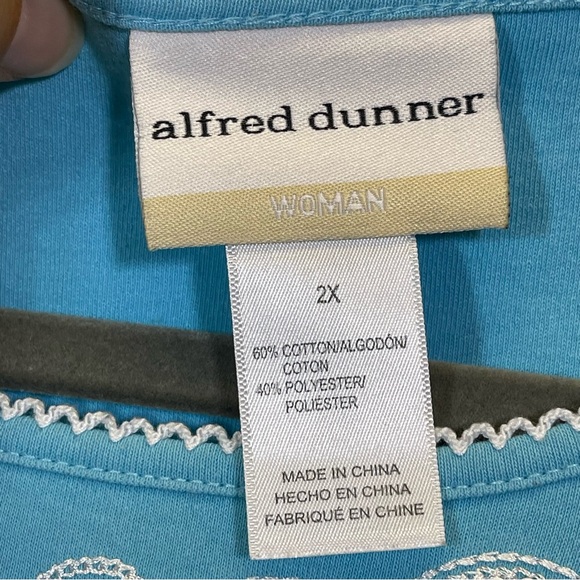 alfred dunner
WOMAN
2X
60% COTTON/ALGODÓN/
COTON
40% POLYESTER/
POLIÉSTER
MADE IN CHINA
HECHO EN CHINA
FABRIQUÉ EN CHINE